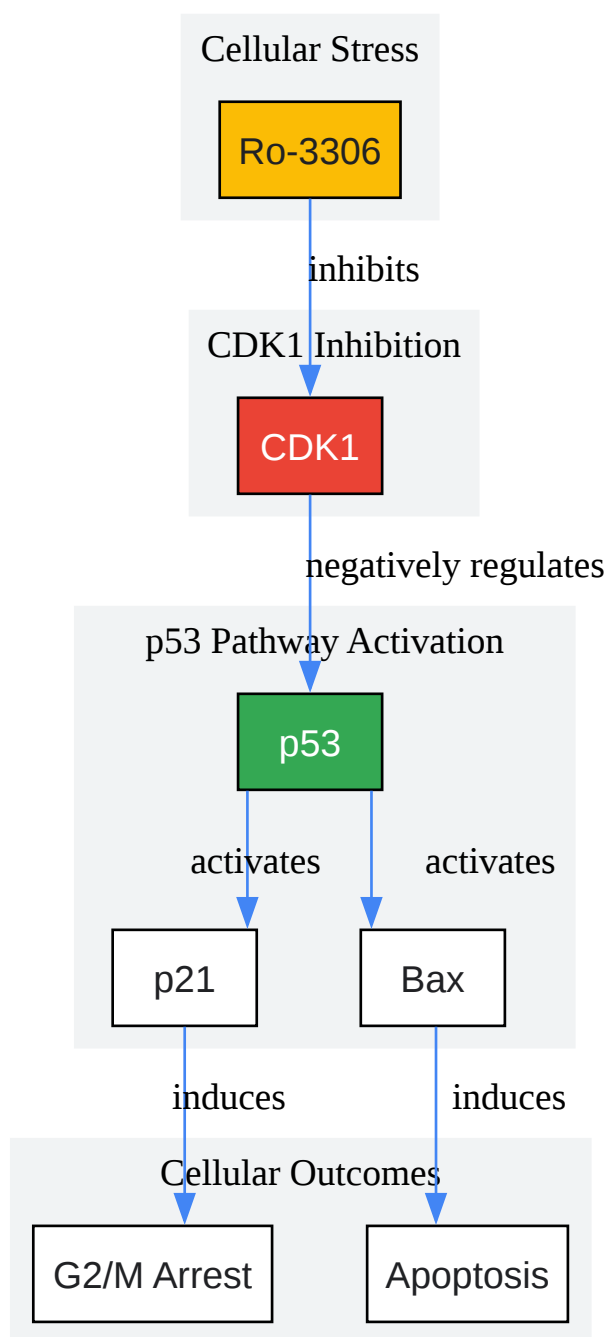 Cellular Stress
Ro-3306
inhibits
CDK1 Inhibition
CDK1
negatively regulates
p53 Pathway Activation
p53
activates
activates
p21
Bax
induces
induces
Cellular Outcomes
G2/M Arrest
Apoptosis